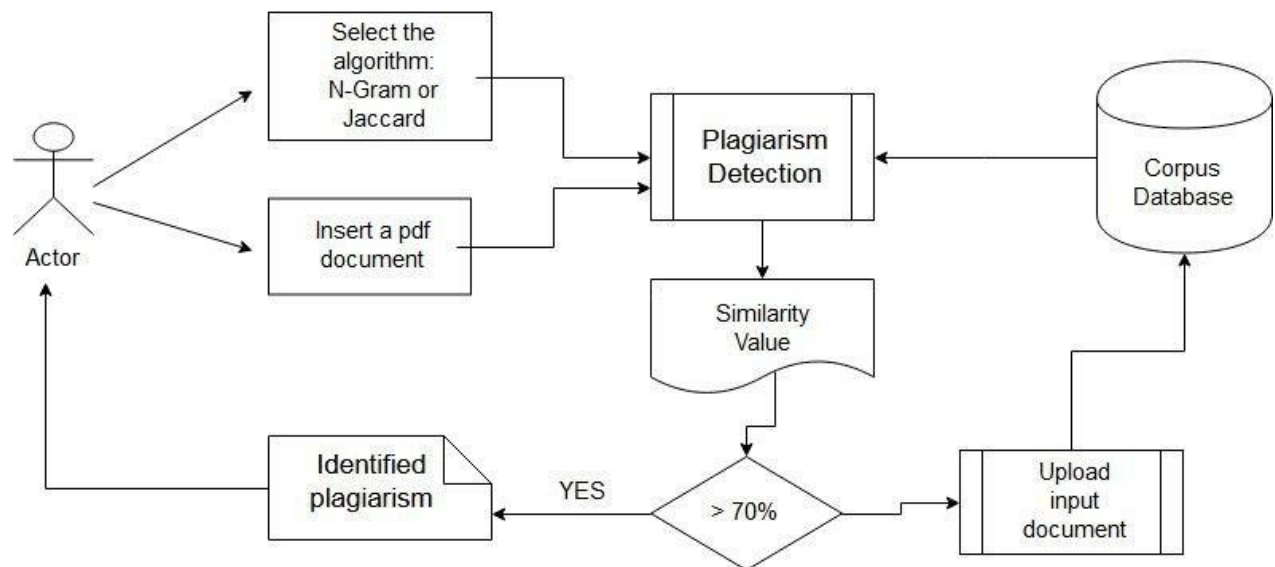 Select the
algorithm:
N-Gram or
Jaccard
Plagiarism
Detection
Corpus
Database
Actor
Insert a pdf
document
Similarity
Value
Identified
plagiarism
YES
> 70%
Upload
input
document